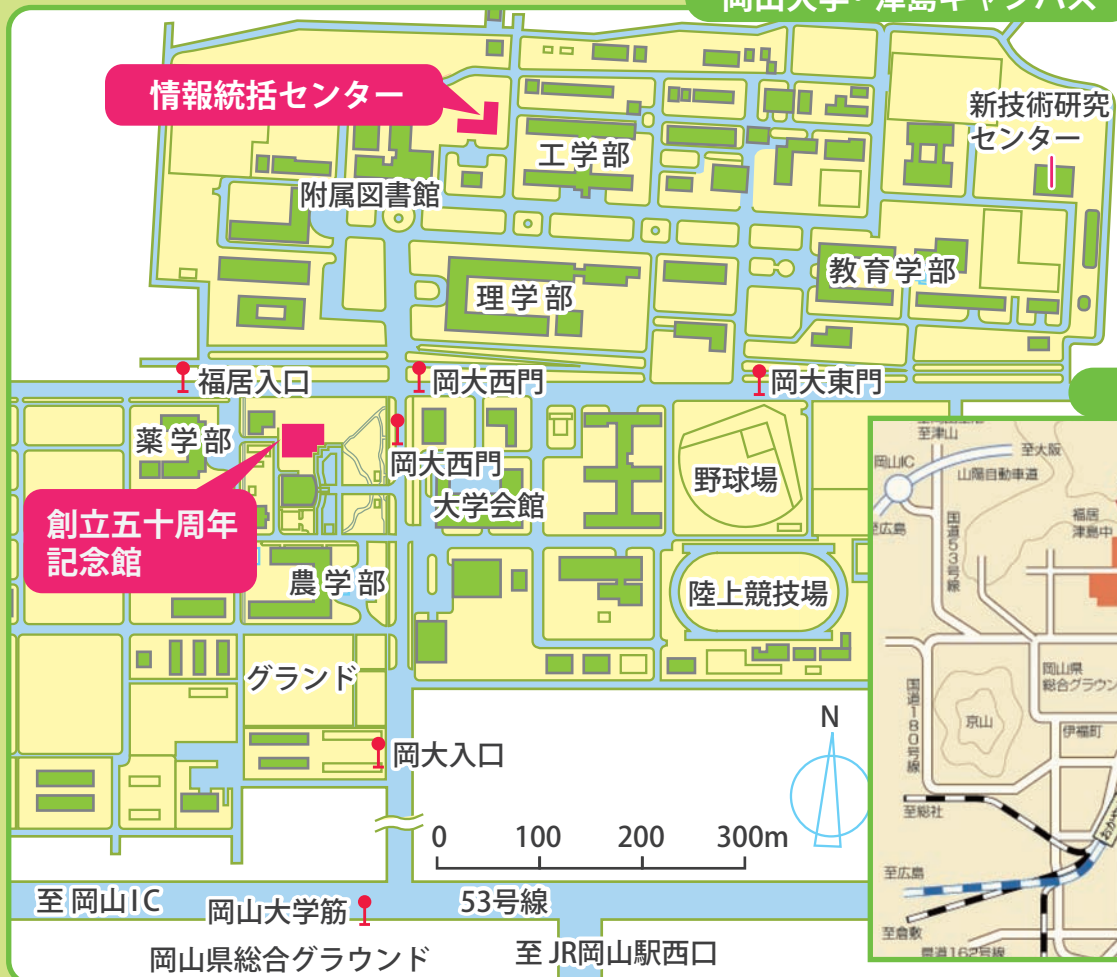 岡山大学・津島キャンパス
情報統括センター
新技術研究
センター
工学部
附属図書館
教育学部
理学部
福居入口
岡大西門
岡大東門
薬学部
岡大西門
大学会館
野球場
創立五十周年
記念館
農学部
陸上競技場
グランド
岡大入口
N
0 100 200 300m
至 岡山IC
岡山大学筋
53号線
岡山県総合グラウンド
至 JR岡山駅西口
至津山
至大阪
岡山IC
山陽自動車道
至広島
国道53号線
福居
津島中
岡山県
総合グラウン
国道180号線
京山
伊福町
至総社
至広島
至倉敷
県道162号線